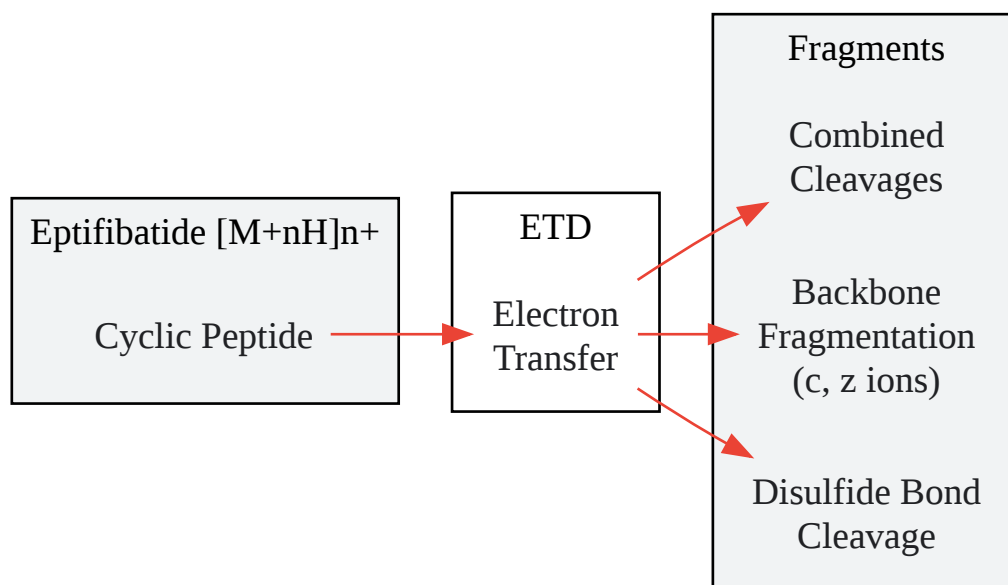 Eptifibatide [M+nH]n+
Cyclic Peptide
ETD
Electron
Transfer
Fragments
Combined
Cleavages
Backbone
Fragmentation
(c, z ions)
Disulfide Bond
Cleavage